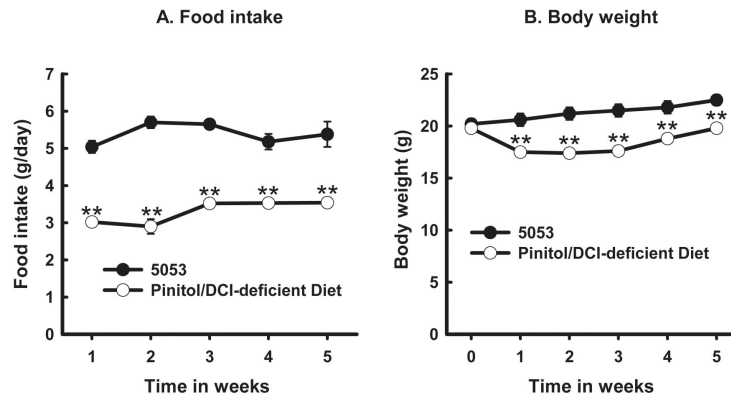 A. Food intake
7
6
5
4
3
2
1
0
Food intake (g/day)
** ** ** ** **
5053
Pinitol/DCI-deficient Diet
1 2 3 4 5
Time in weeks
B. Body weight
25
20
15
10
5
0
Body weight (g)
** ** ** ** **
5053
Pinitol/DCI-deficient Diet
0 1 2 3 4 5
Time in weeks